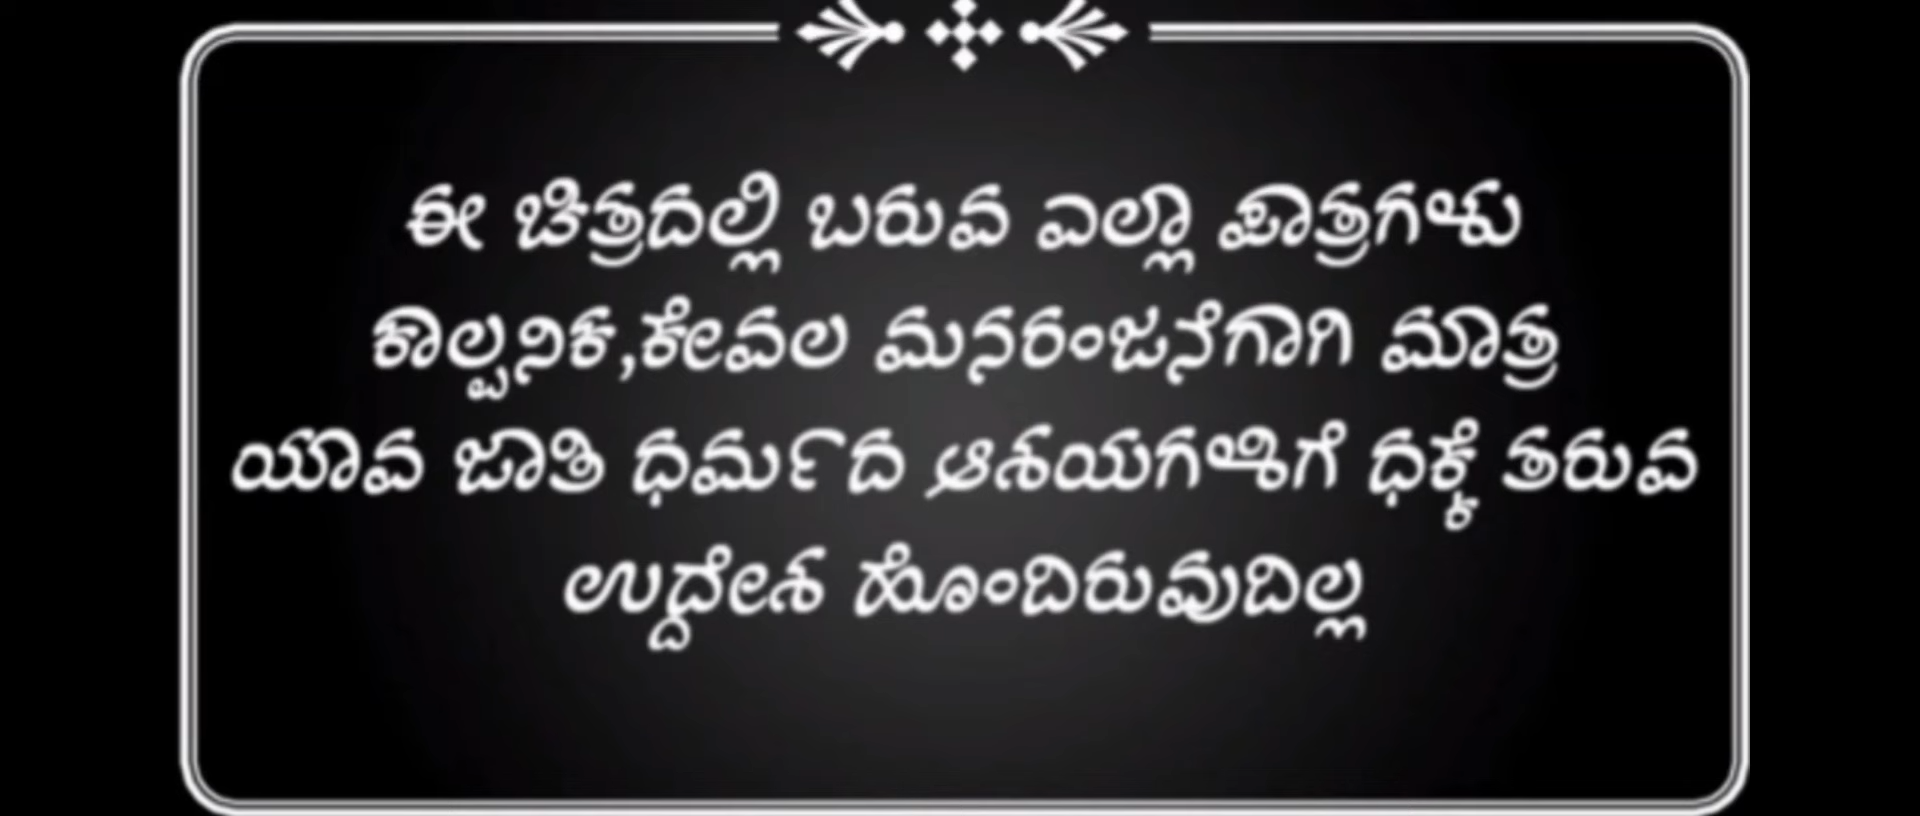 ಈ ಚಿತ್ರದಲ್ಲಿ ಬರುವ ಎಲ್ಲಾ ಪಾತ್ರಗಳು
ಕಾಲ್ಪನಿಕ,ಕೇವಲ ಮನರಂಜನೆಗಾಗಿ ಮಾತ್ರ
ಯಾವ ಜಾತಿ ಧರ್ಮದ ಆಶಯಗಳಿಗೆ ಧಕ್ಕೆ ತರುವ
ಉದ್ದೇಶ ಹೊಂದಿರುವುದಿಲ್ಲ